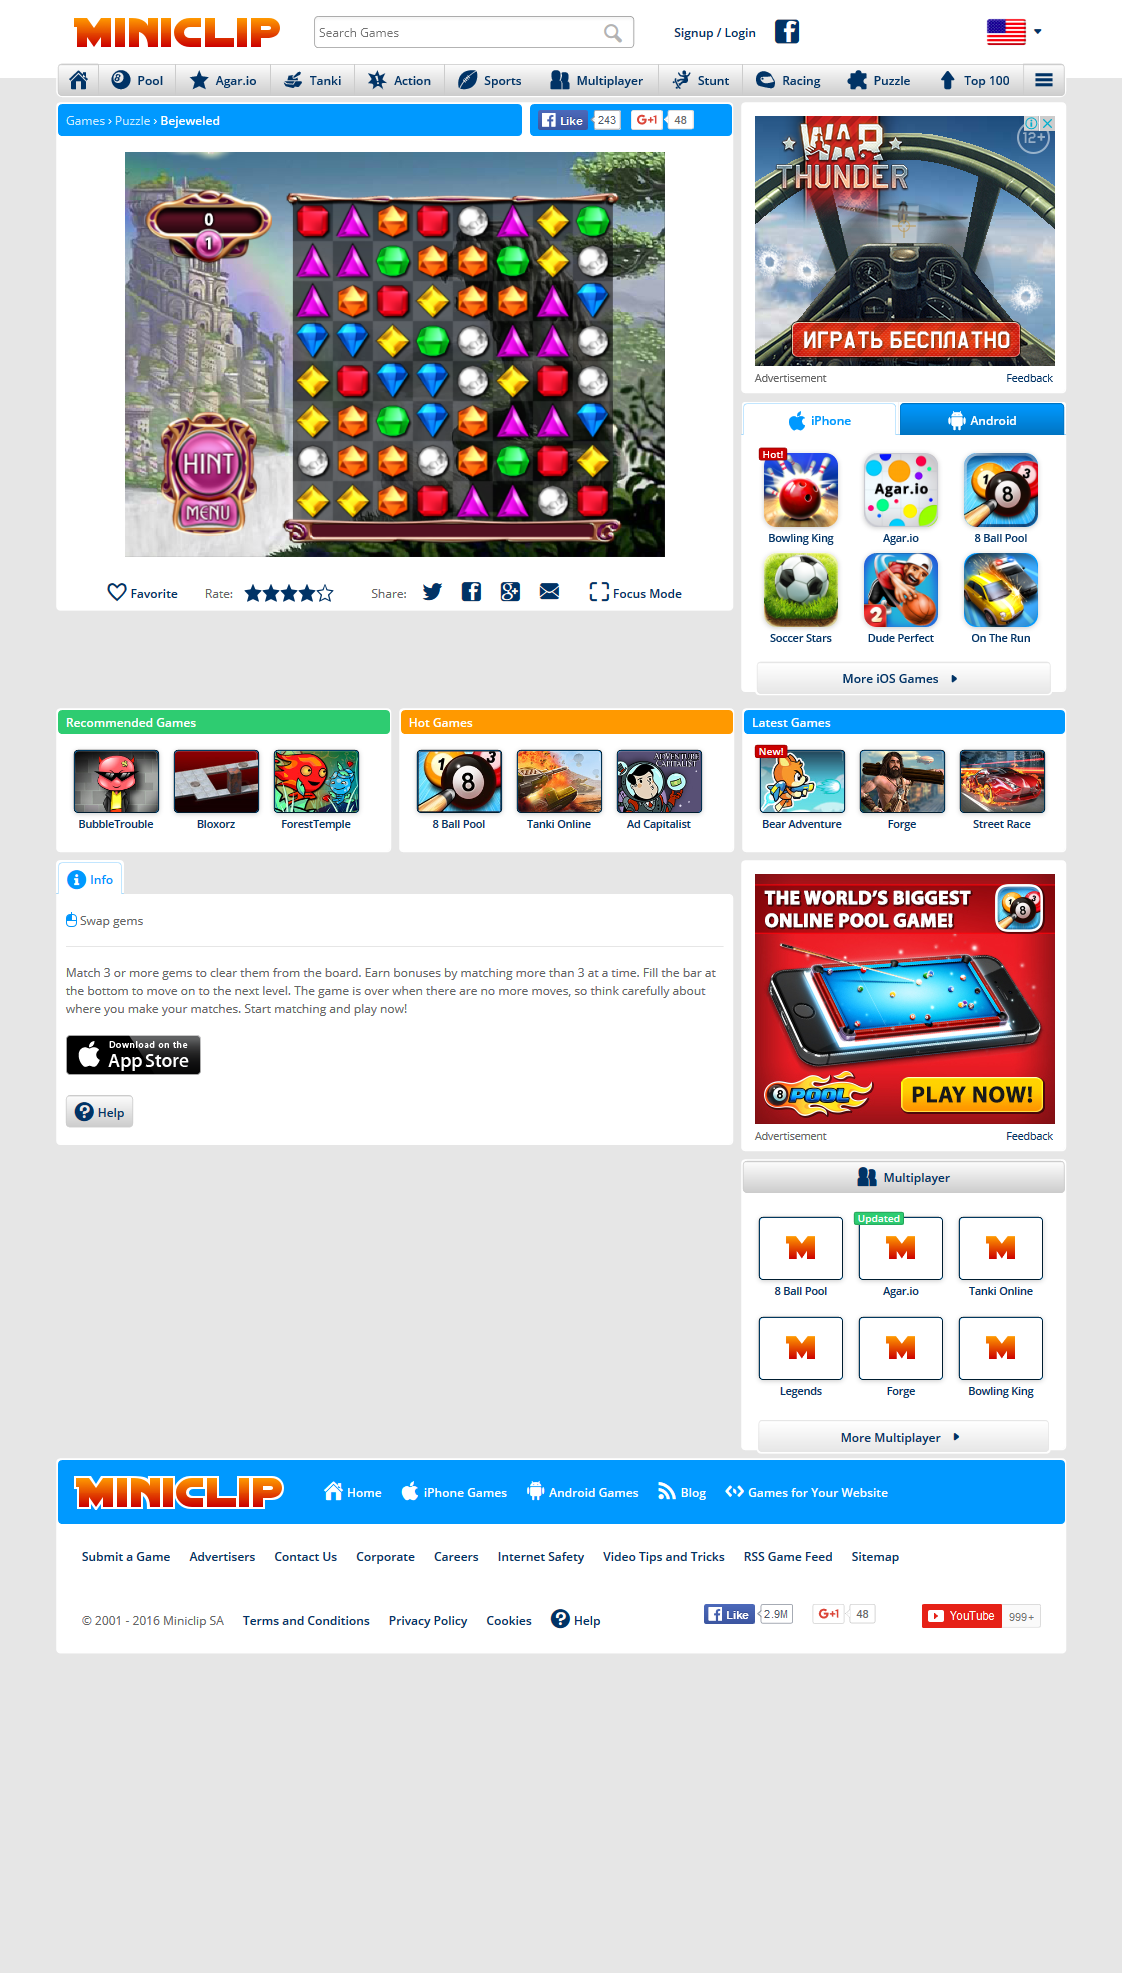 MINICLIP
Search Games
Signup / Login
Pool
Agar.io
Tanki
Action
Sports
Multiplayer
Stunt
Racing
Puzzle
Top 100
Games › Puzzle › Bejeweled
Like 243
G+1 48
0
1
HINT
MENU
WAR
THUNDER
12+
ИГРАТЬ БЕСПЛАТНО
Advertisement
Feedback
Favorite
Rate:
Share:
Focus Mode
iPhone
Android
Hot!
1 8 3
Agar.io
Bowling King
Agar.io
8 Ball Pool
2
Soccer Stars
Dude Perfect
On The Run
More iOS Games
Recommended Games
BubbleTrouble
Bloxorz
ForestTemple
Hot Games
1 8 3
ADVENTURE
CAPITALIST
8 Ball Pool
Tanki Online
Ad Capitalist
Latest Games
New!
Bear Adventure
Forge
Street Race
Info
Swap gems
Match 3 or more gems to clear them from the board. Earn bonuses by matching more than 3 at a time. Fill the bar at
the bottom to move on to the next level. The game is over when there are no more moves, so think carefully about
where you make your matches. Start matching and play now!
Download on the
App Store
Help
THE WORLD'S BIGGEST
ONLINE POOL GAME!
8 POOL
PLAY NOW!
Advertisement
Feedback
Multiplayer
Updated
M
M
M
8 Ball Pool
Agar.io
Tanki Online
M
M
M
Legends
Forge
Bowling King
More Multiplayer
MINICLIP
Home
iPhone Games
Android Games
Blog
Games for Your Website
Submit a Game
Advertisers
Contact Us
Corporate
Careers
Internet Safety
Video Tips and Tricks
RSS Game Feed
Sitemap
© 2001 - 2016 Miniclip SA
Terms and Conditions
Privacy Policy
Cookies
Help
Like 2.9M
G+1 48
YouTube 999+